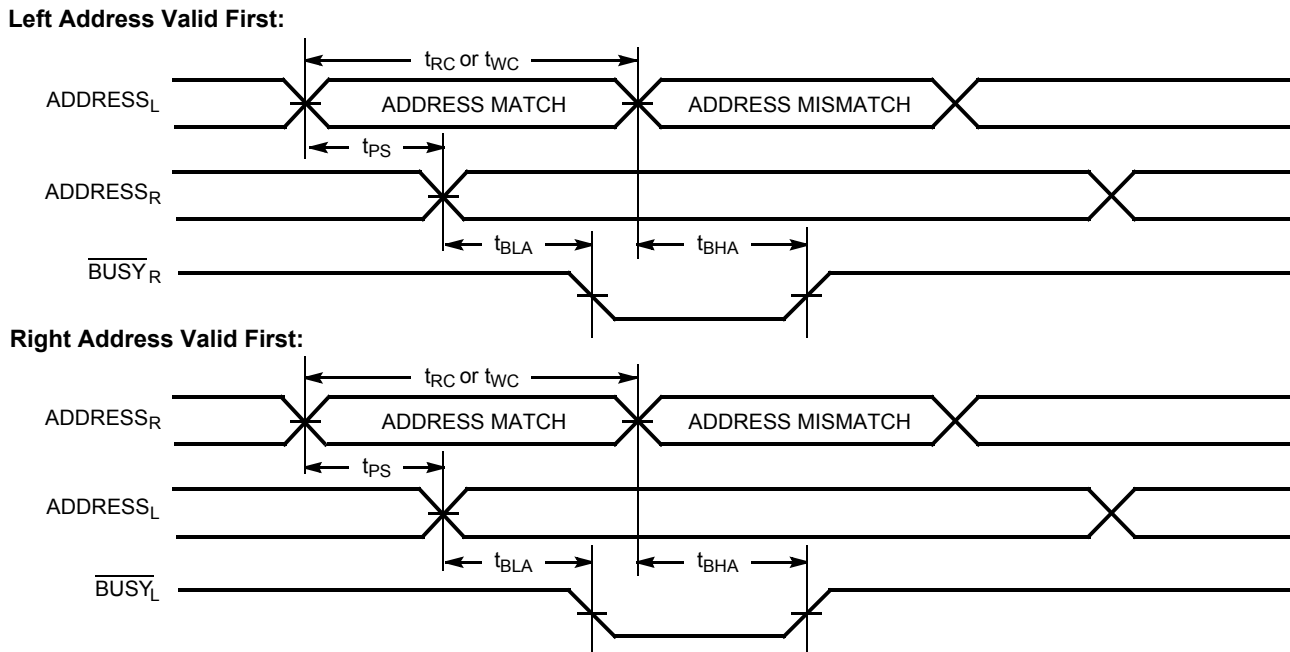 Left Address Valid First:
tRC or tWC
ADDRESSL
ADDRESS MATCH
ADDRESS MISMATCH
tPS
ADDRESSR
tBLA
tBHA
BUSYR
Right Address Valid First:
tRC or tWC
ADDRESSR
ADDRESS MATCH
ADDRESS MISMATCH
tPS
ADDRESSL
tBLA
tBHA
BUSYL